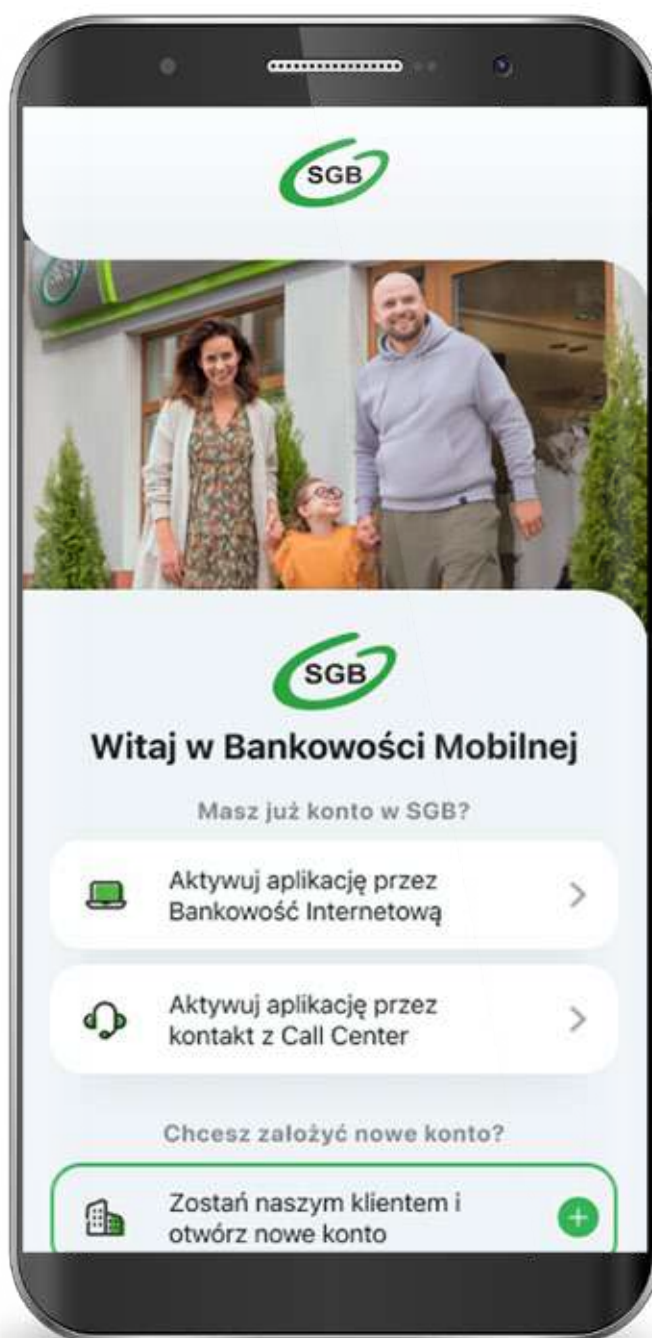 SGB
SGB
Witaj w Bankowości Mobilnej
Masz już konto w SGB?
Aktywuj aplikację przez
Bankowość Internetową
Aktywuj aplikację przez
kontakt z Call Center
Chcesz założyć nowe konto?
Zostań naszym klientem i
otwórz nowe konto